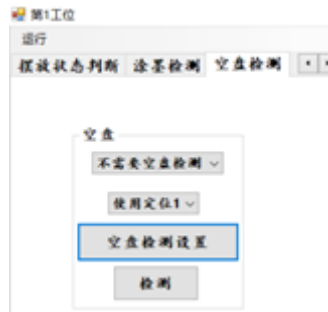 第1工位
运行
摆放状态判断 涂墨检测 空盘检测
空盘
不需要空盘检测
使用定位1
空盘检测设置
检测